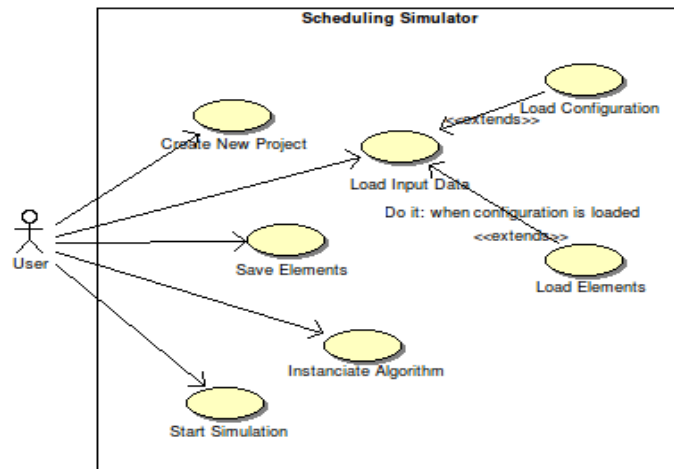 Scheduling Simulator
Load Configuration
<<extends>>
Create New Project
Load Input Data
Do it: when configuration is loaded
<<extends>>
User
Save Elements
Load Elements
Instanciate Algorithm
Start Simulation